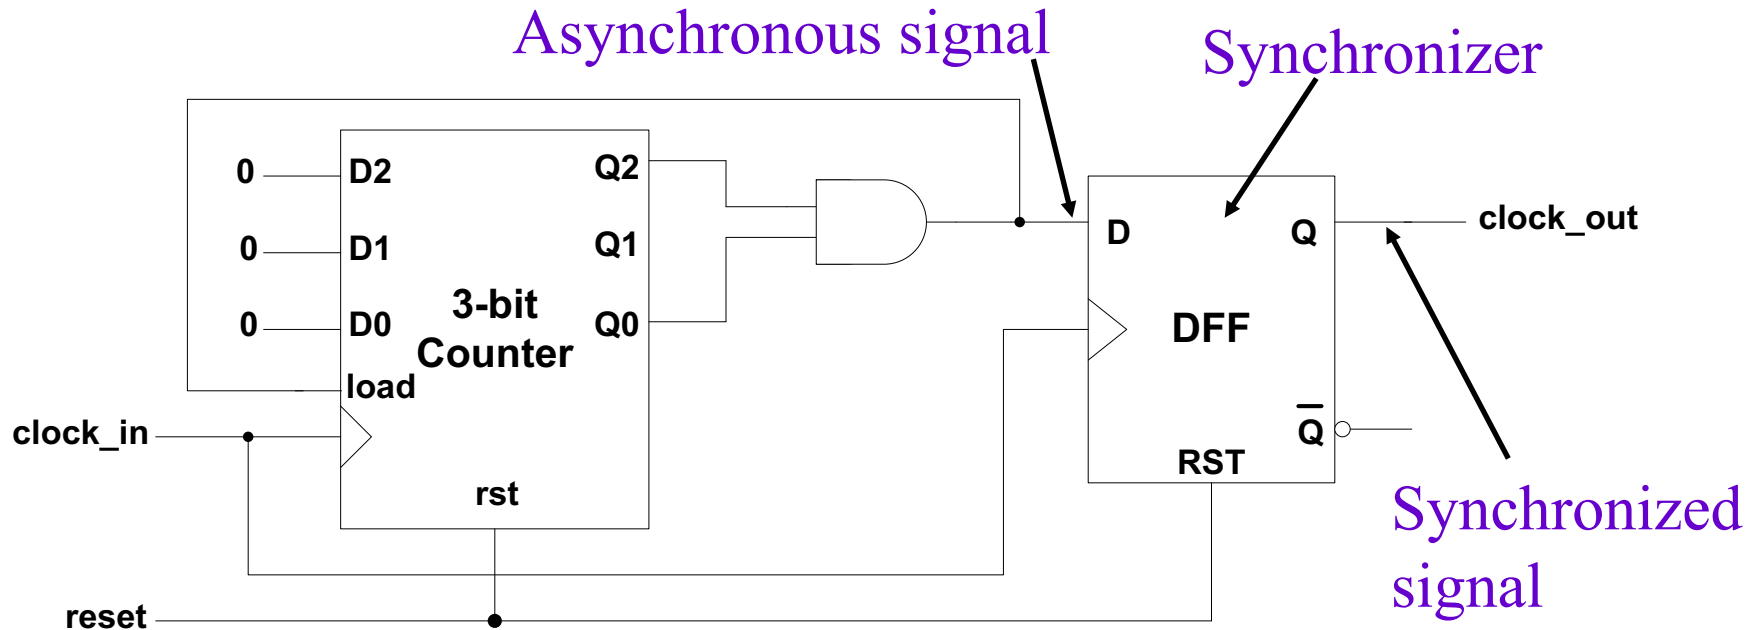 Asynchronous signal
Synchronizer
0
D2
Q2
0
D1
Q1
0
D0
Q0
3-bit
Counter
load
clock_in
rst
reset
D
Q
clock_out
DFF
Q
RST
Synchronized
signal